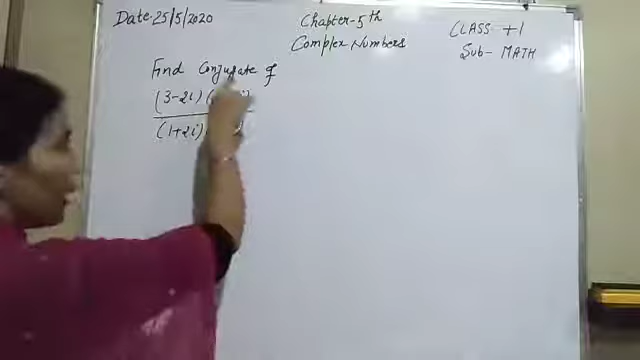 Date:25/5/2020
Chapter-5th
Complex Numbers
CLASS +1
Sub- MATH
Find Conjugate of
(3-2i)(
(1+2i)